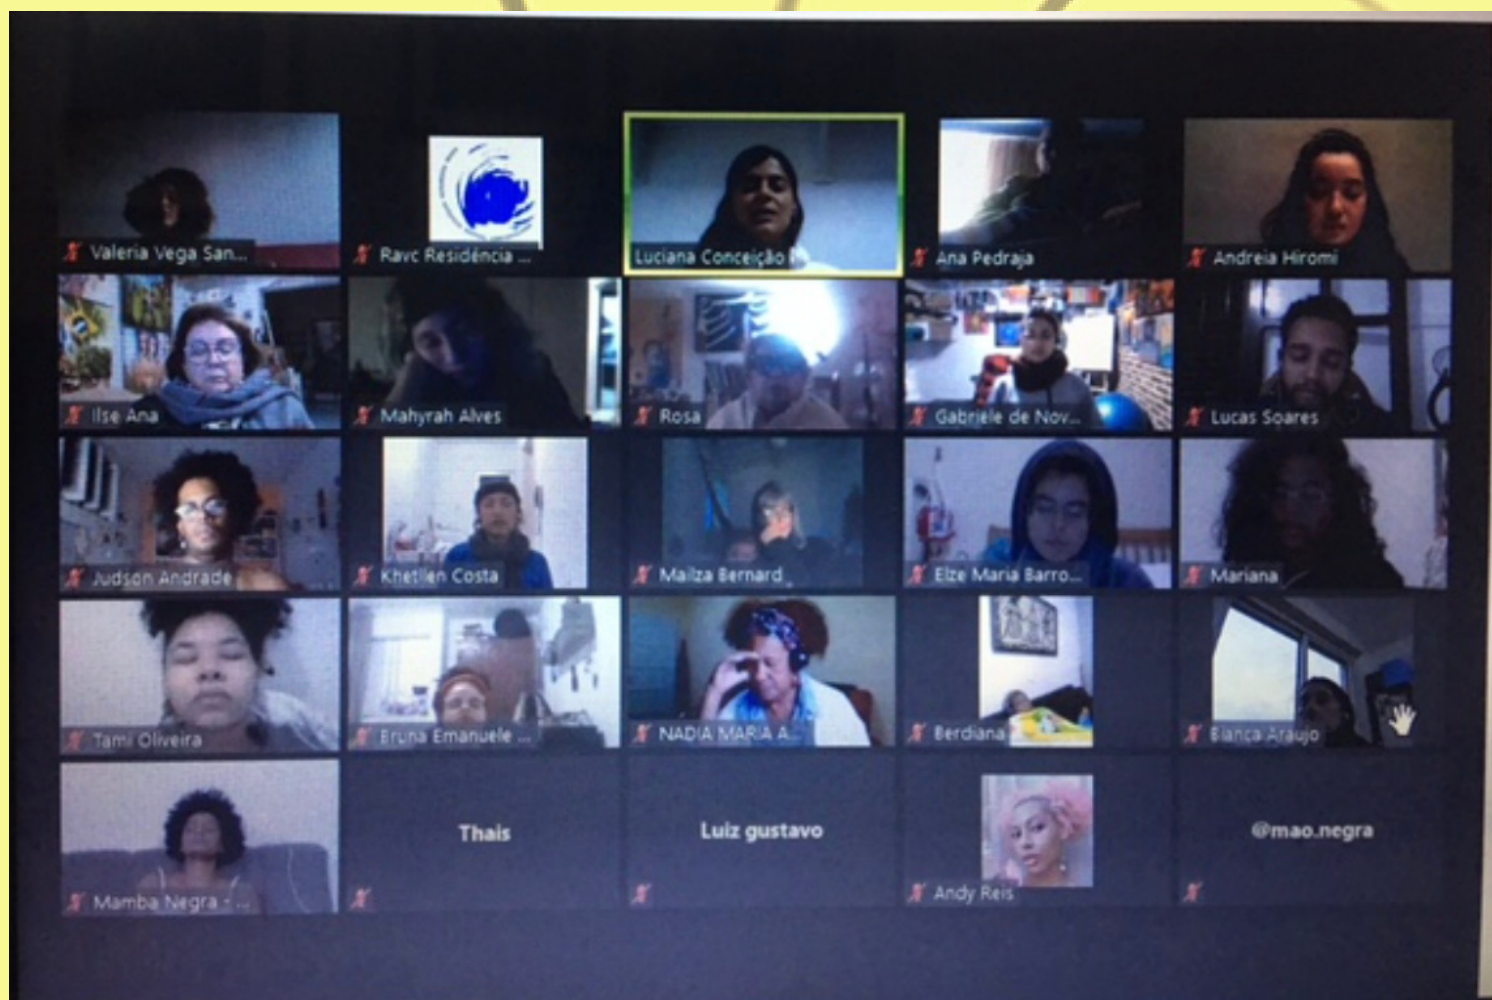 Valeria Vega San...
Ravc Residência ...
Luciana Conceição
Ana Pedraja
Andreia Hiromi
Ilse Ana
Mahyrah Alves
Rosa
Gabriele de Nov...
Lucas Soares
Judson Andrade
Khetllen Costa
Mailza Bernard
Elze Maria Barro...
Mariana
Tami Oliveira
Bruna Emanuele ...
NADIA MARIA A...
Berdiana
Bianca Araujo
Mamba Negra - ...
Thais
Luiz gustavo
Andy Reis
@mao.negra